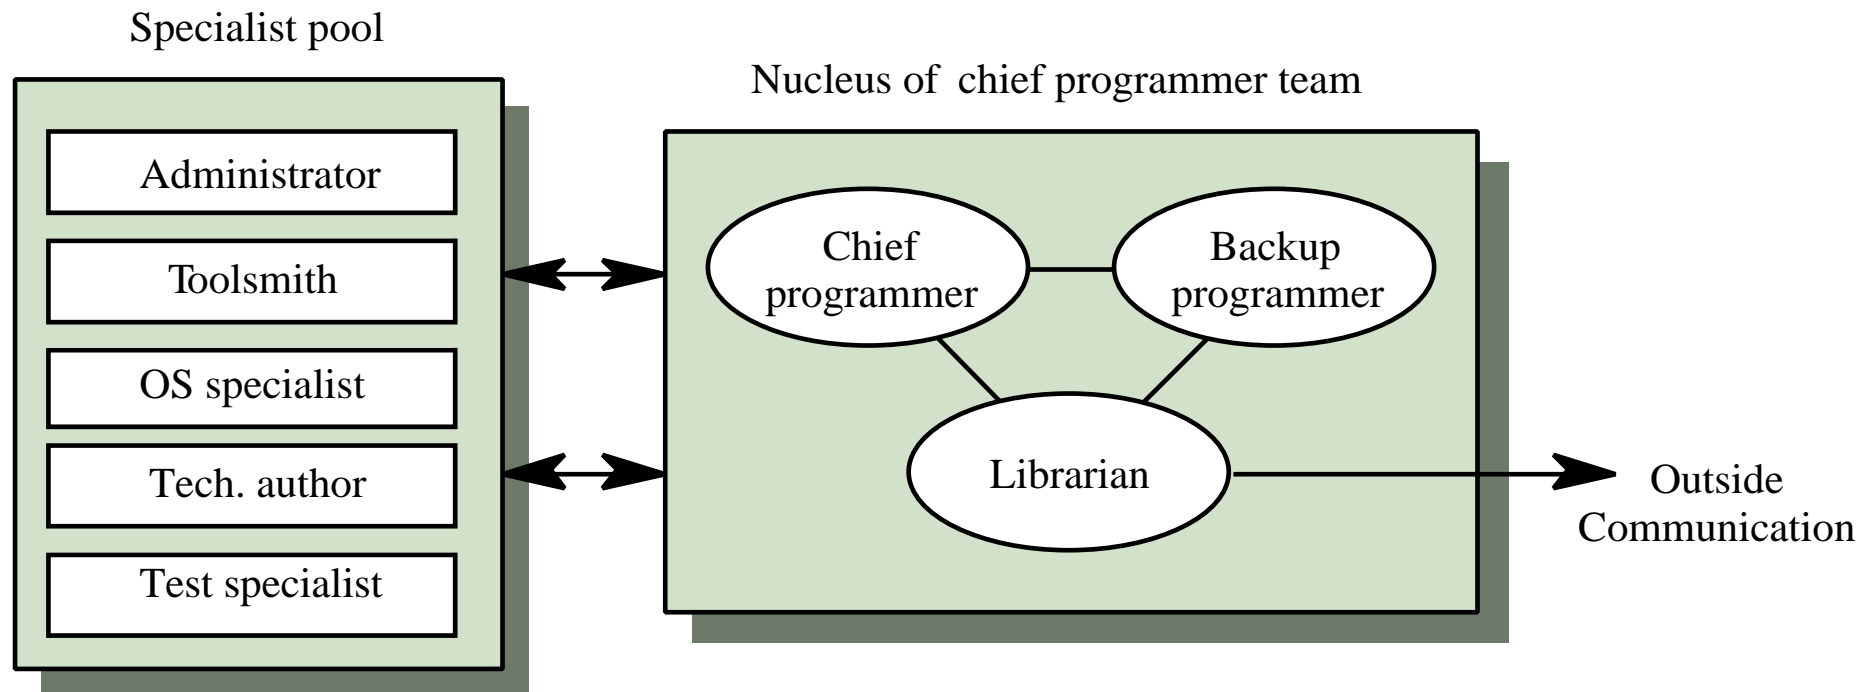 Specialist pool
Administrator
Toolsmith
OS specialist
Tech. author
Test specialist
Nucleus of chief programmer team
Chief
programmer
Backup
programmer
Librarian
Outside
Communication